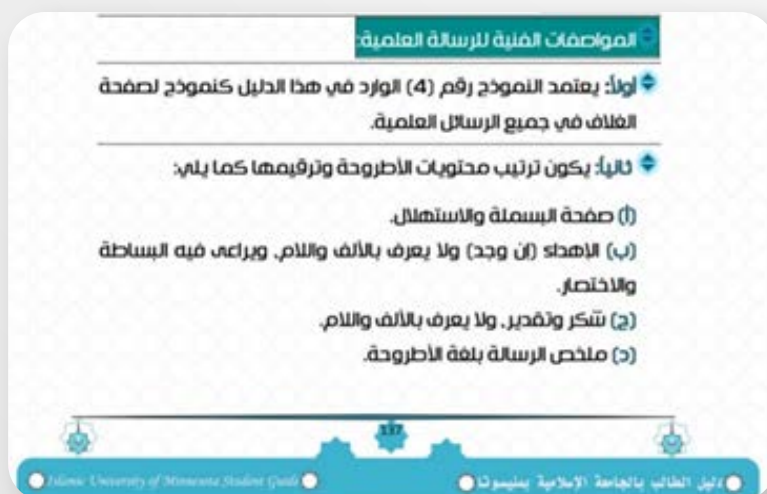 المواصفات الفنية للرسالة العلمية:
أولاً: يعتمد النموذج رقم (4) الوارد في هذا الدليل كنموذج لصفحة
الغلاف في جميع الرسائل العلمية.
ثانياً: يكون ترتيب محتويات الأطروحة وترقيمها كما يلي:
(أ) صفحة البسملة والاستهلال.
(ب) الإهداء (إن وجد) ولا يعرف بالألف واللام، ويراعى فيه البساطة
والاختصار.
(ج) شكر وتقدير، ولا يعرف بالألف واللام.
(د) ملخص الرسالة بلغة الأطروحة.
137
Islamic University of Minnesota Student Guide
دليل الطالب بالجامعة الإسلامية بمنيسوتا